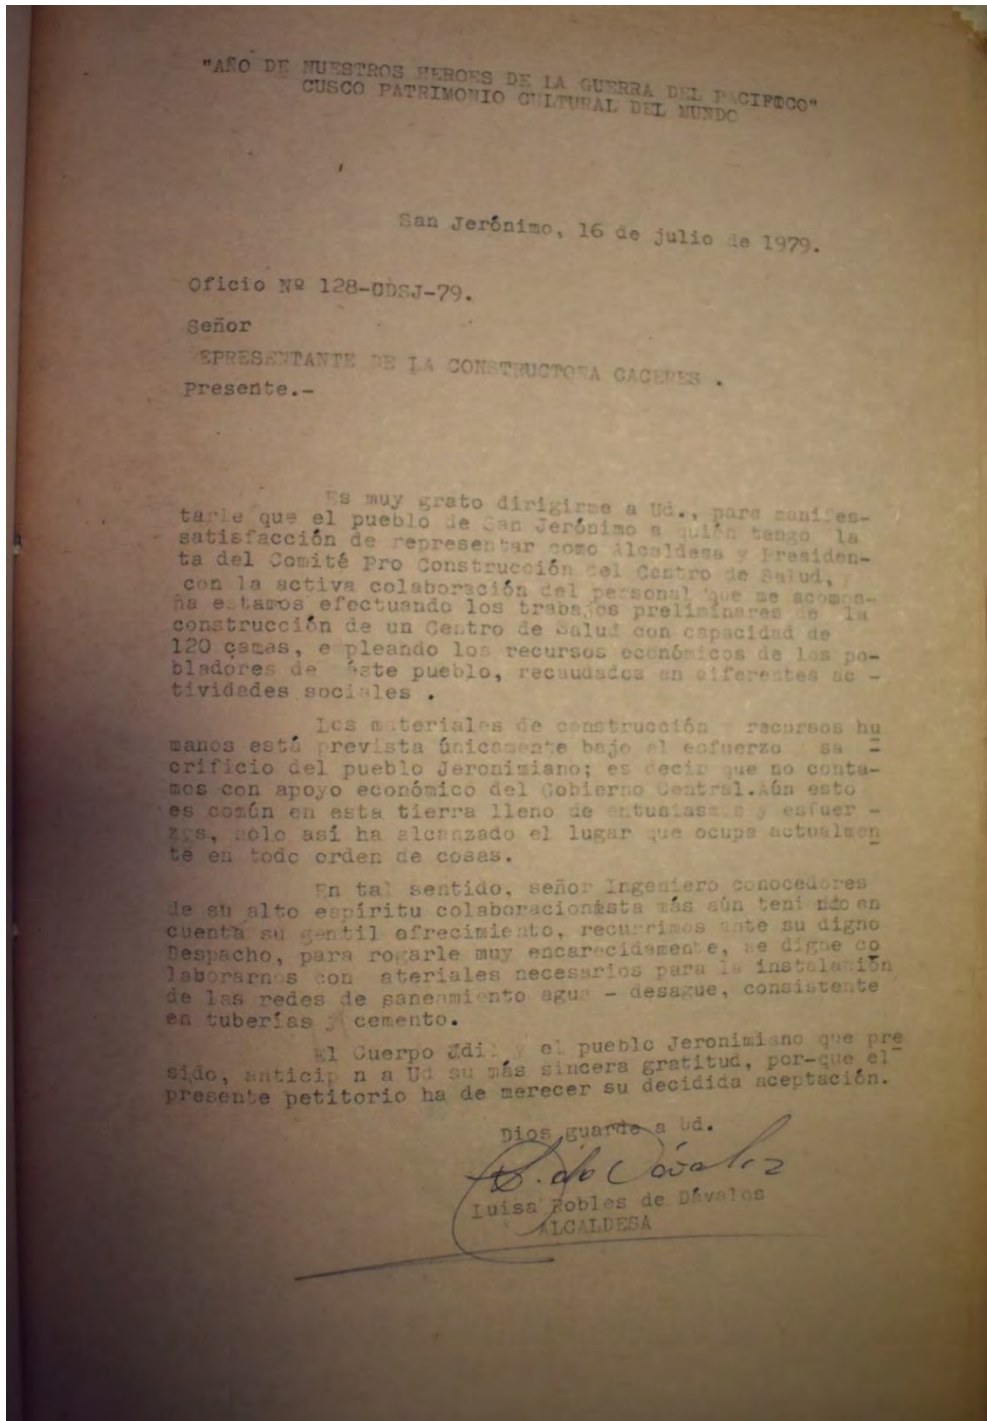 "AÑO DE NUESTROS HEROES DE LA GUERRA DEL PACIFICO"
CUSCO PATRIMONIO CULTURAL DEL MUNDO
San Jerónimo, 16 de julio de 1979.
Oficio Nº 128-CDSJ-79.
Señor
REPRESENTANTE DE LA CONSTRUCTORA CACERES .
Presente.-
Es muy grato dirigirme a Ud., para manifes-
tarle que el pueblo de San Jerónimo a quién tengo la
satisfacción de representar como Alcaldesa y Presiden-
ta del Comité Pro Construcción del Centro de Salud, y
con la activa colaboración del personal que me acompa-
ña estamos efectuando los trabajos preliminares de la
construcción de un Centro de Salud con capacidad de
120 camas, e pleando los recursos económicos de los po-
bladores de éste pueblo, recaudados en diferentes ac -
tividades sociales .
Los materiales de construcción y recursos hu
manos está prevista únicamente bajo el esfuerzo y sa -
crificio del pueblo Jeronimiano; es decir que no conta-
mos con apoyo económico del Gobierno Central.Aún esto
es común en esta tierra lleno de entusiasmos y esfuer -
zos, sólo así ha alcanzado el lugar que ocupa actualmen
te en todo orden de cosas.
En tal sentido, señor Ingeniero conocedores
de su alto espíritu colaboracionista más aún teniendo en
cuenta su gentil ofrecimiento, recurrimos ante su digno
Despacho, para rogarle muy encarecidamente, se digne co
laborarnos con ateriales necesarios para la instalación
de las redes de saneamiento agua - desague, consistente
en tuberías y cemento.
El Cuerpo Edil y el pueblo Jeronimiano que pre
sido, anticip n a Ud su más sincera gratitud, por-que el
presente petitorio ha de merecer su decidida aceptación.
Dios guarde a Ud.
Luisa Robles de Dávalos
ALCALDESA